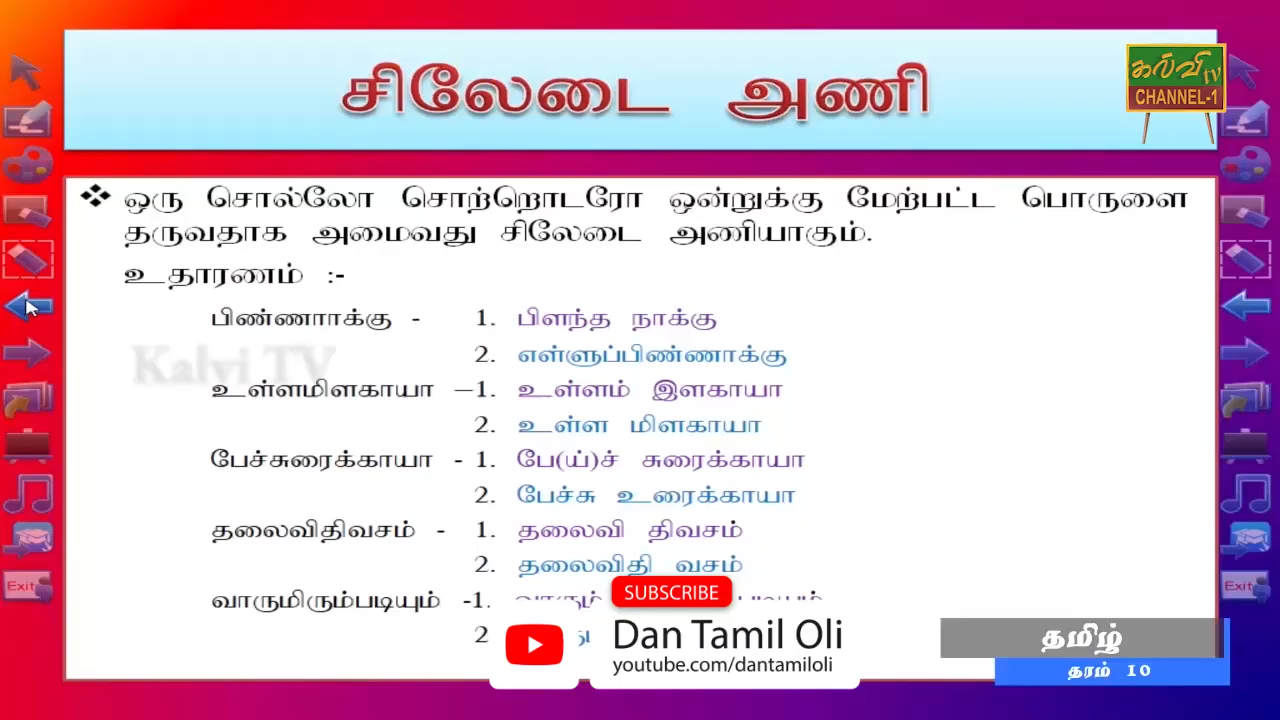 சிலேடை அணி
கல்வி tv
CHANNEL-1
❖ ஒரு சொல்லோ சொற்றொடரோ ஒன்றுக்கு மேற்பட்ட பொருளை
தருவதாக அமைவது சிலேடை அணியாகும்.
உதாரணம் :-
பிண்ணாாக்கு - 1. பிளந்த நாக்கு
2. எள்ளுப்பிண்ணாக்கு
Kalvi TV
உள்ளமிளகாயா –1. உள்ளம் இளகாயா
2. உள்ள மிளகாயா
பேச்சுரைக்காயா - 1. பே(ய்)ச் சுரைக்காயா
2. பேச்சு உரைக்காயா
தலைவிதிவசம் - 1. தலைவி திவசம்
2. தலைவிதி வசம்
வாருமிரும்படியும் -1. வாரும்
2
SUBSCRIBE
Dan Tamil Oli
youtube.com/dantamiloli
தமிழ்
தரம் 10
Exit
Exit